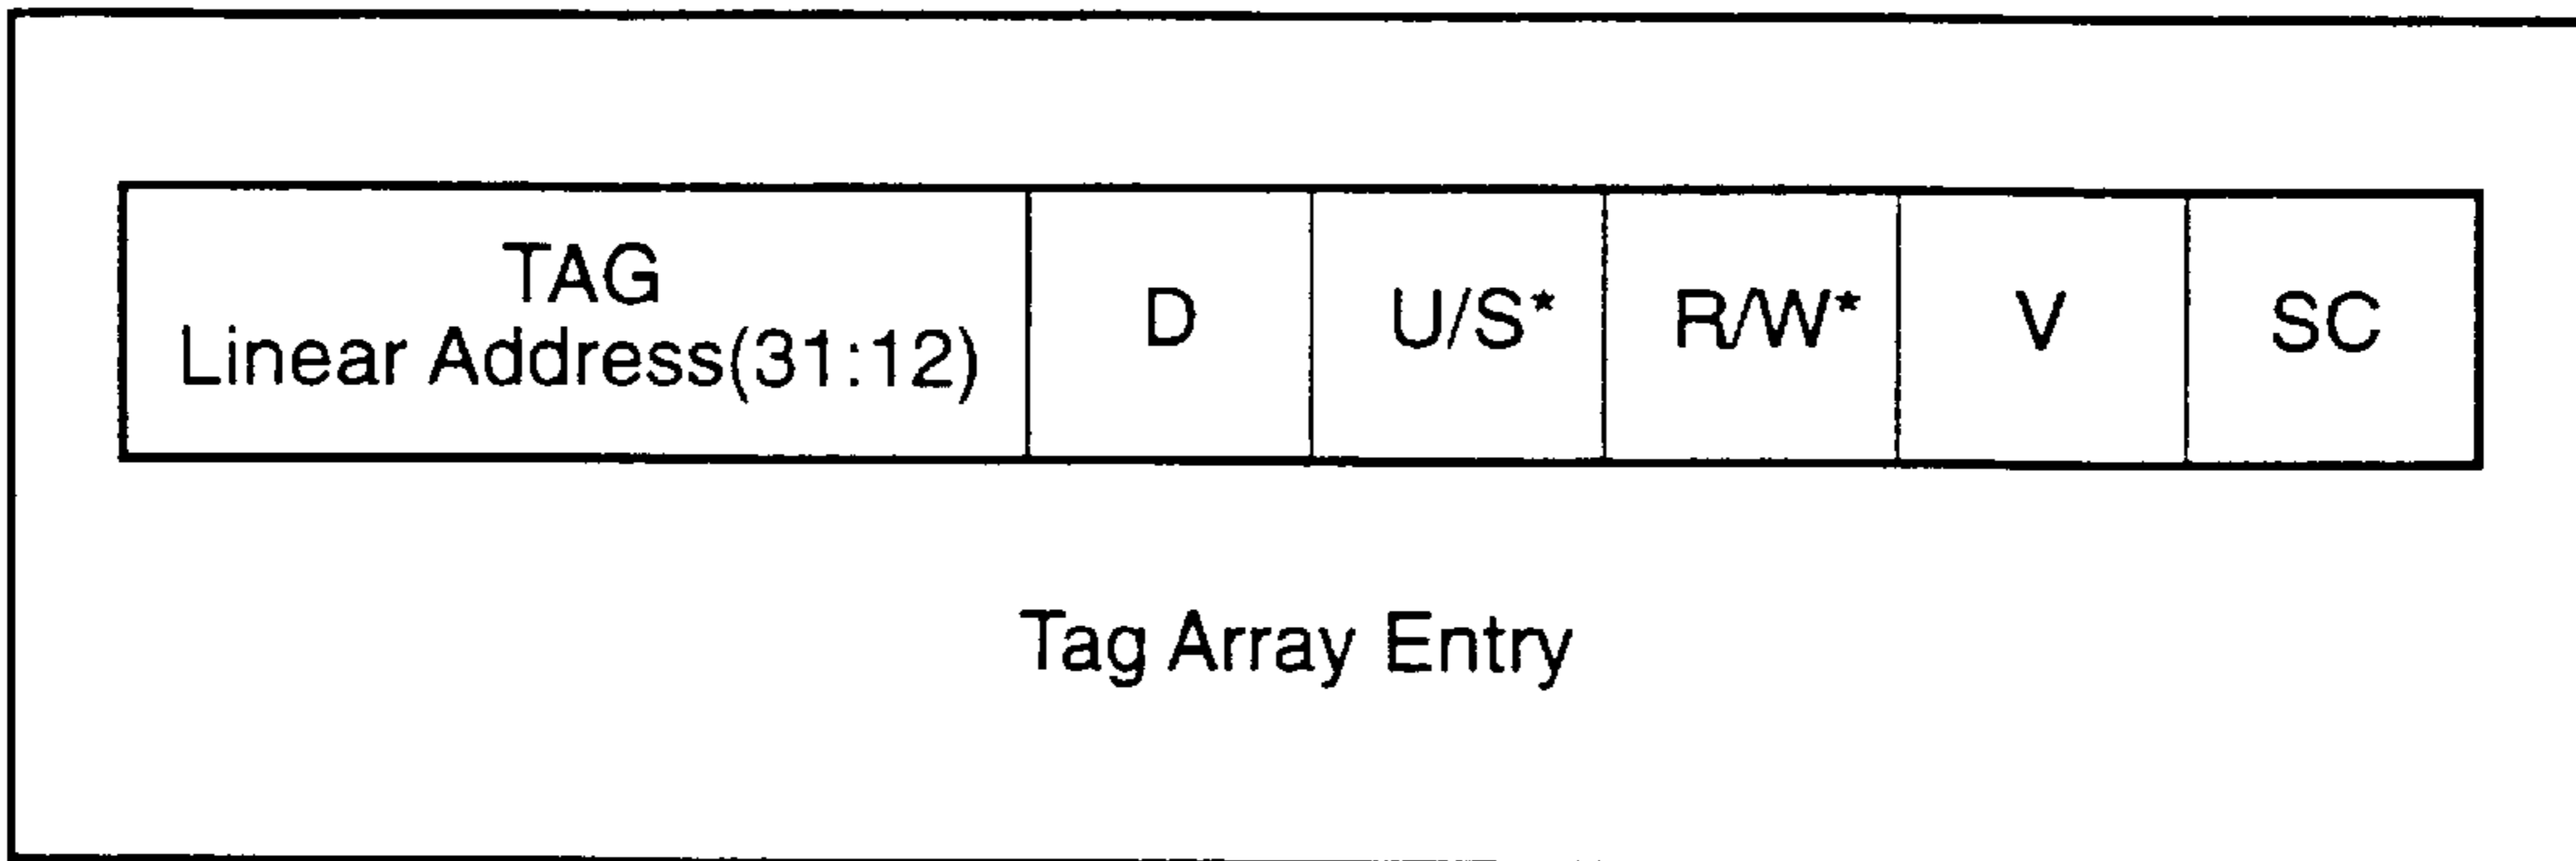 TAG
Linear Address(31:12)
D
U/S*
R/W*
V
SC
Tag Array Entry